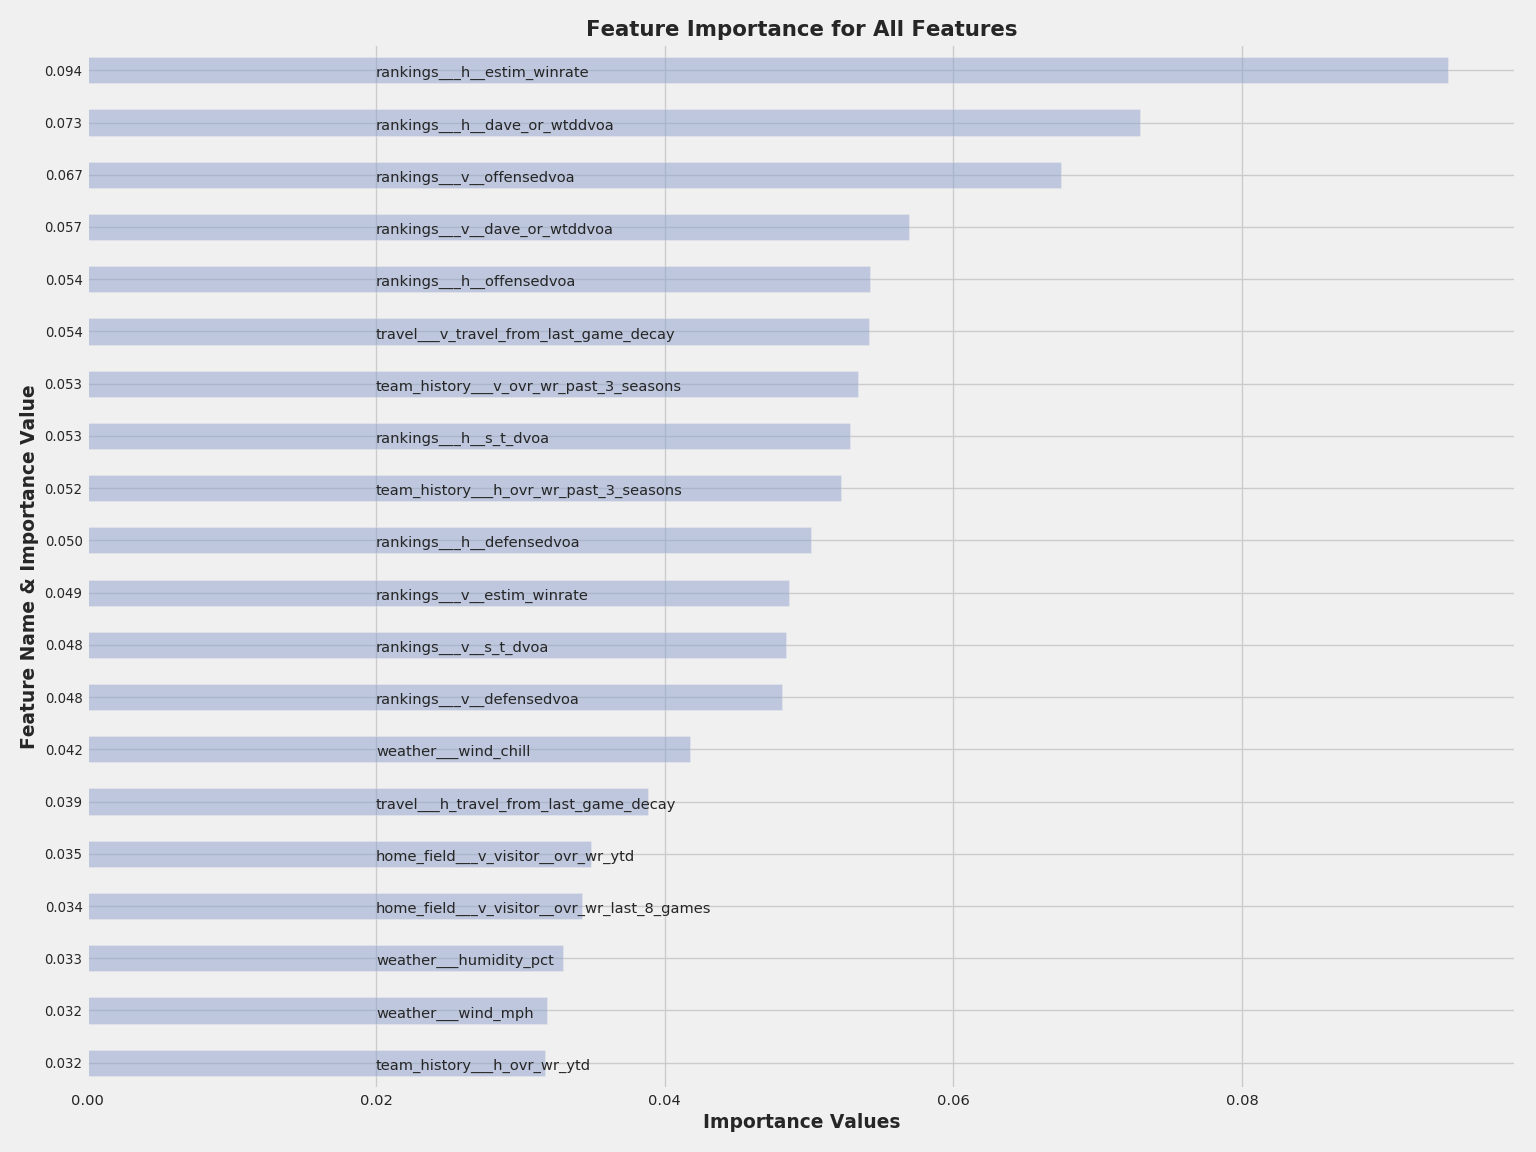 Feature Importance for All Features
0.094 rankings___h__estim_winrate
0.073 rankings___h__dave_or_wtddvoa
0.067 rankings___v__offensedvoa
0.057 rankings___v__dave_or_wtddvoa
0.054 rankings___h__offensedvoa
0.054 travel___v_travel_from_last_game_decay
0.053 team_history___v_ovr_wr_past_3_seasons
0.053 rankings___h__s_t_dvoa
0.052 team_history___h_ovr_wr_past_3_seasons
0.050 rankings___h__defensedvoa
0.049 rankings___v__estim_winrate
0.048 rankings___v__s_t_dvoa
0.048 rankings___v__defensedvoa
0.042 weather___wind_chill
0.039 travel___h_travel_from_last_game_decay
0.035 home_field___v_visitor__ovr_wr_ytd
0.034 home_field___v_visitor__ovr_wr_last_8_games
0.033 weather___humidity_pct
0.032 weather___wind_mph
0.032 team_history___h_ovr_wr_ytd
Feature Name & Importance Value
0.00 0.02 0.04 0.06 0.08
Importance Values